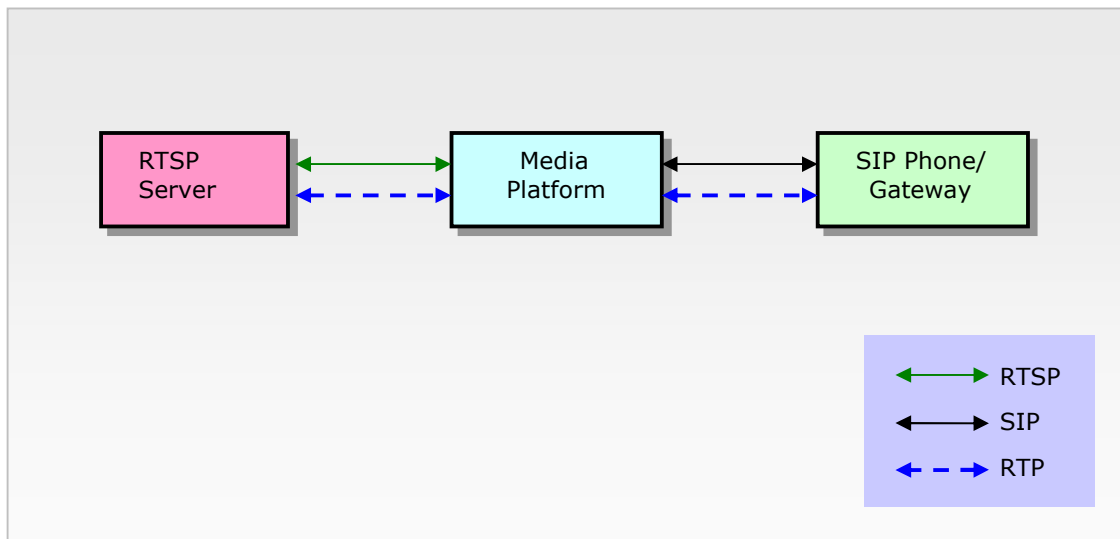 RTSP
Server
Media
Platform
SIP Phone/
Gateway
RTSP
SIP
RTP